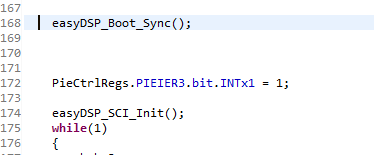 167
168 easyDSP_Boot_Sync();
169
170
171
172 PieCtrlRegs.PIEIER3.bit.INTx1 = 1;
173
174 easyDSP_SCI_Init();
175 while(1)
176 {